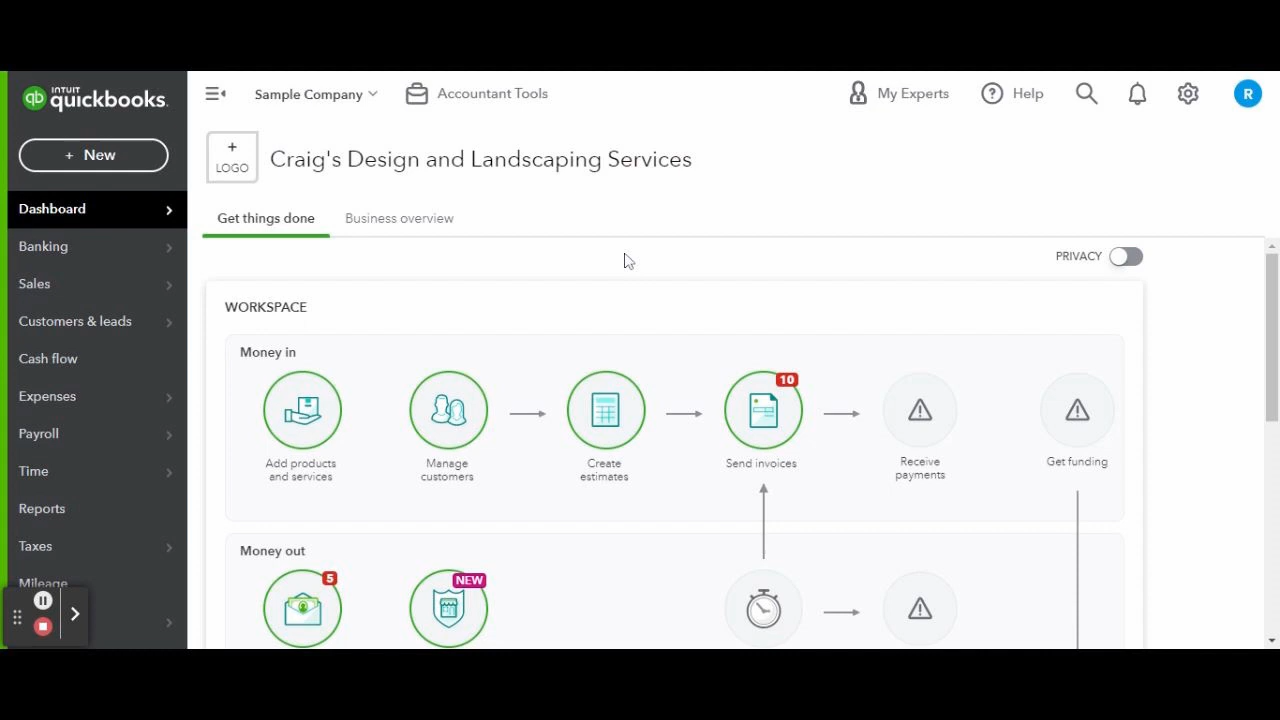 INTUIT
quickbooks.
Sample Company
Accountant Tools
My Experts
Help
R
+ New
+
LOGO
Craig's Design and Landscaping Services
Dashboard
Banking
Sales
Customers & leads
Cash flow
Expenses
Payroll
Time
Reports
Taxes
Mileage
Get things done
Business overview
PRIVACY
WORKSPACE
Money in
10
Add products
and services
Manage
customers
Create
estimates
Send invoices
Receive
payments
Get funding
Money out
5
NEW